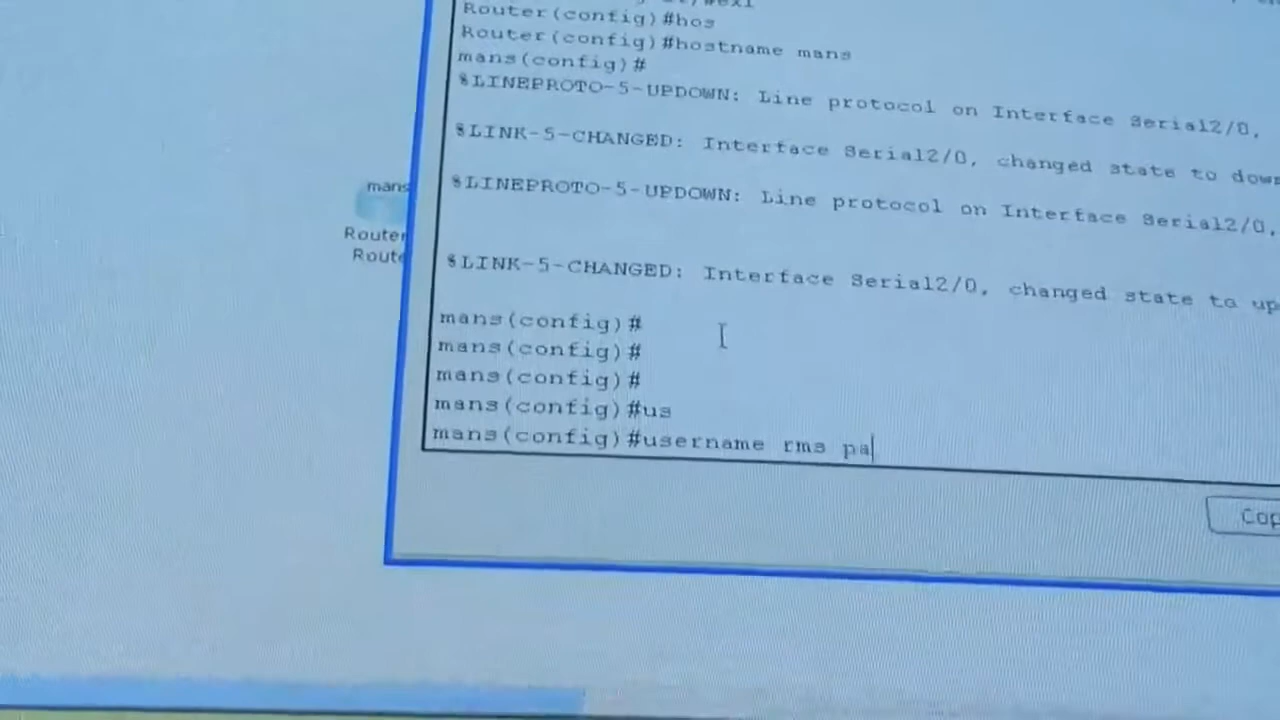 Router(config)#hos
Router(config)#hostname mans
mans(config)#
%LINEPROTO-5-UPDOWN: Line protocol on Interface Serial2/0,
%LINK-5-CHANGED: Interface Serial2/0, changed state to down
%LINEPROTO-5-UPDOWN: Line protocol on Interface Serial2/0,
%LINK-5-CHANGED: Interface Serial2/0, changed state to up
mans(config)#
mans(config)#
mans(config)#
mans(config)#us
mans(config)#username rms pa
mans
Router
Route
Cop